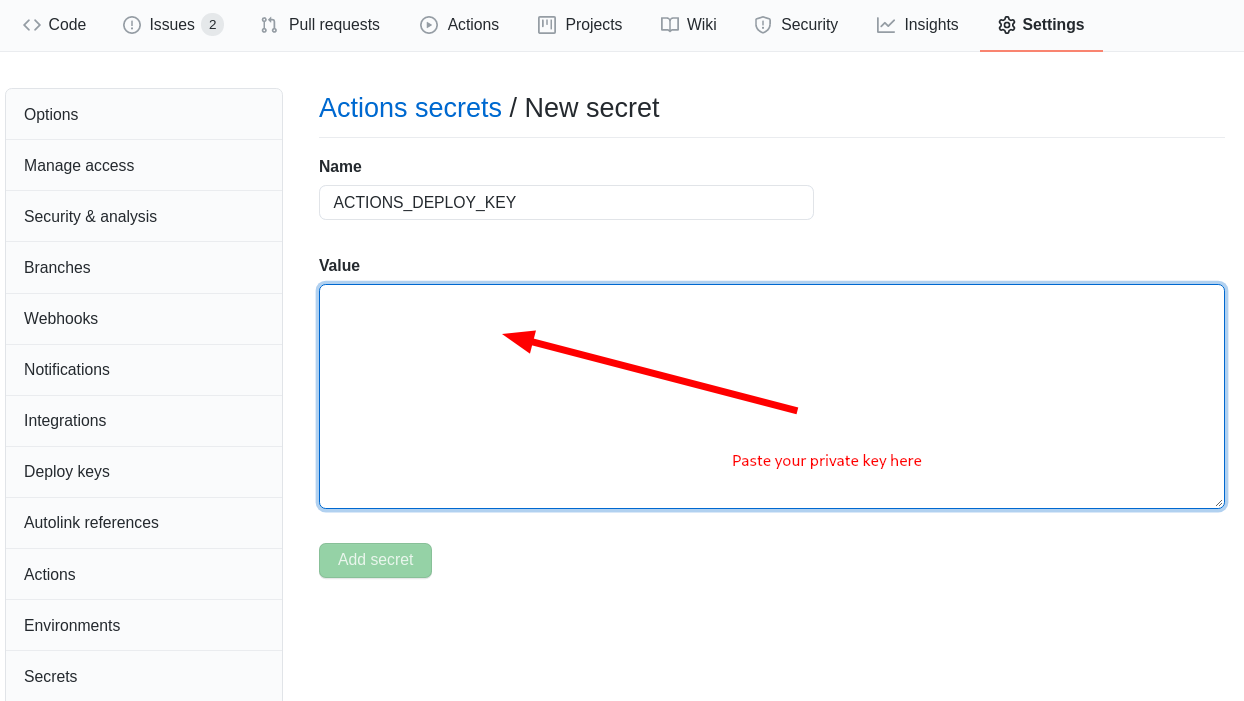 Code Issues 2 Pull requests Actions Projects Wiki Security Insights Settings
Options
Manage access
Security & analysis
Branches
Webhooks
Notifications
Integrations
Deploy keys
Autolink references
Actions
Environments
Secrets
Actions secrets / New secret
Name
ACTIONS_DEPLOY_KEY
Value
Paste your private key here
Add secret